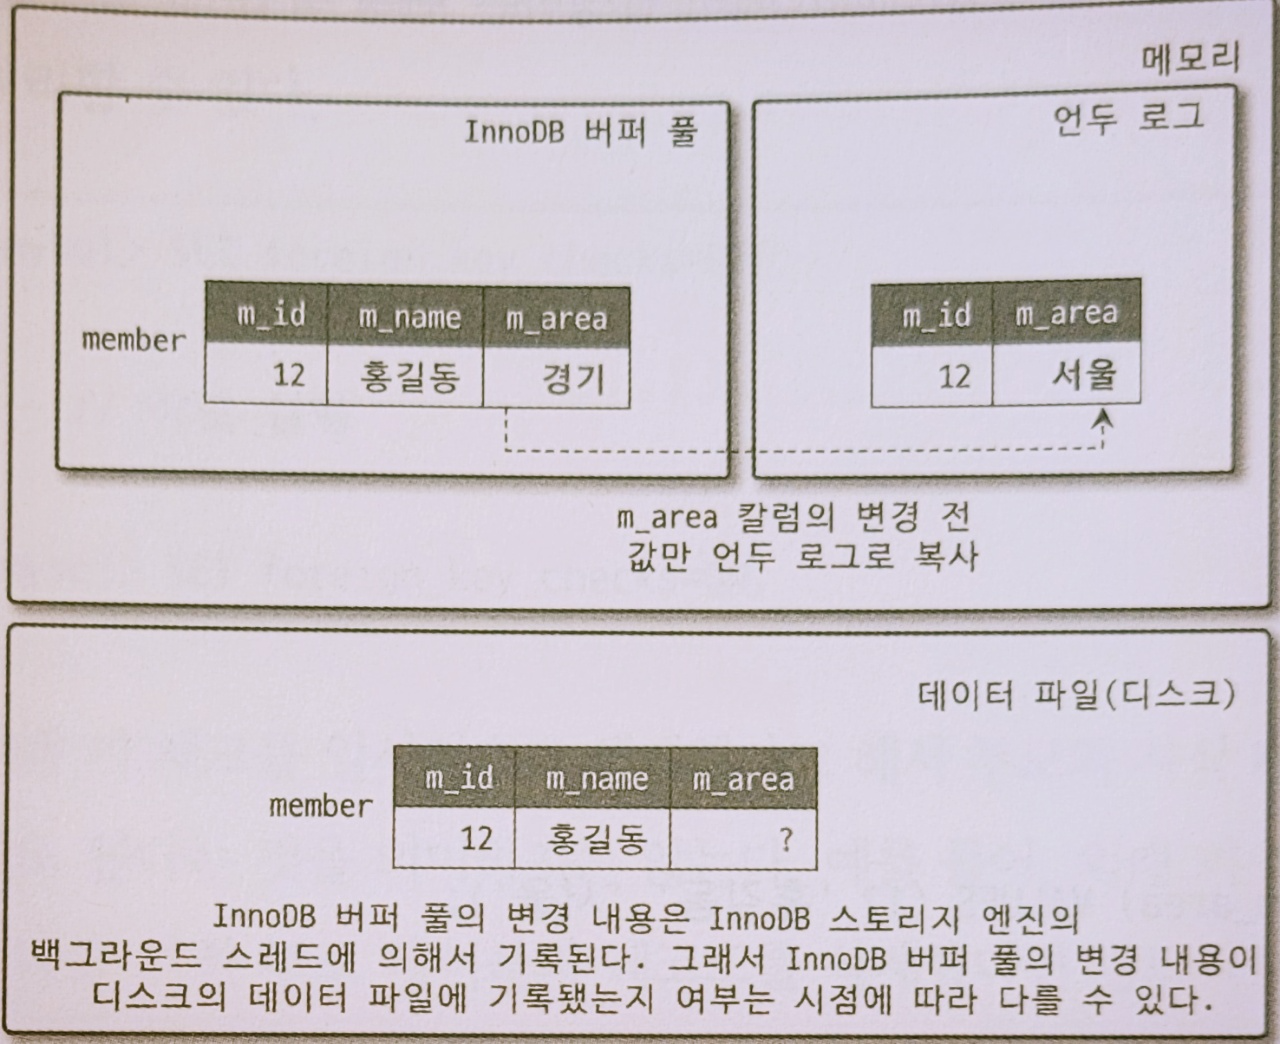 메모리
InnoDB 버퍼 풀
언두 로그
member
m_id m_name m_area
12 홍길동 경기
m_id m_area
12 서울
m_area 칼럼의 변경 전
값만 언두 로그로 복사
데이터 파일(디스크)
member
m_id m_name m_area
12 홍길동 ?
InnoDB 버퍼 풀의 변경 내용은 InnoDB 스토리지 엔진의
백그라운드 스레드에 의해서 기록된다. 그래서 InnoDB 버퍼 풀의 변경 내용이
디스크의 데이터 파일에 기록됐는지 여부는 시점에 따라 다를 수 있다.